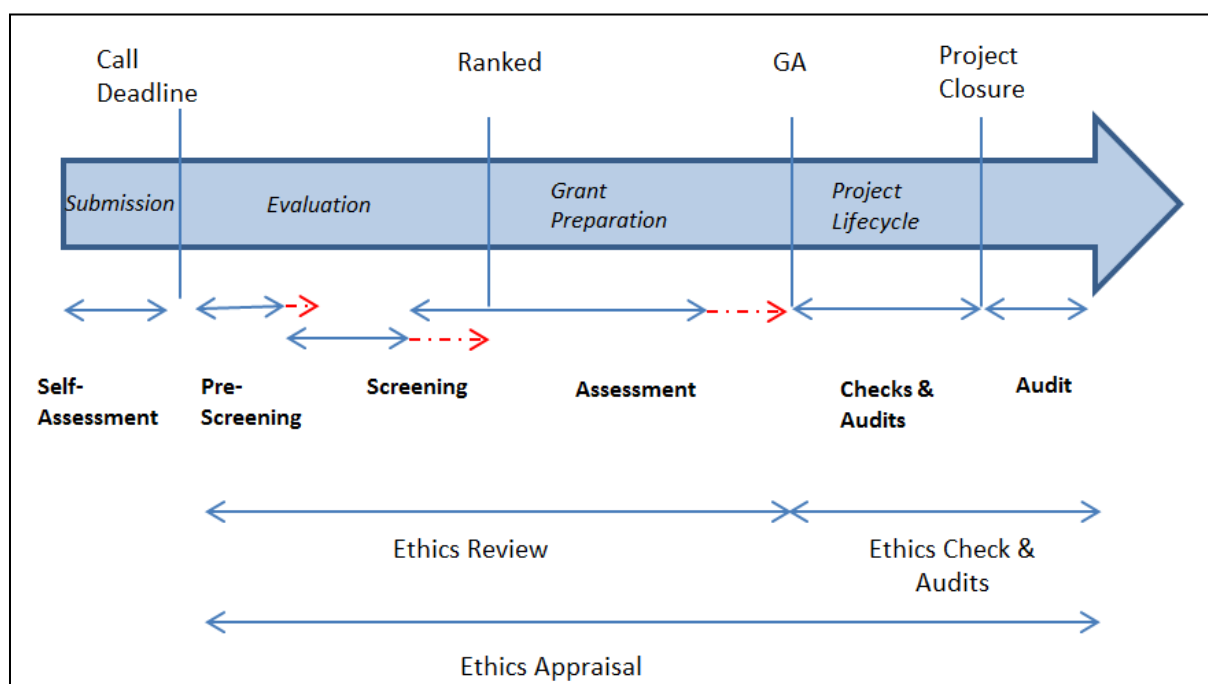 Call
Deadline
Ranked
GA
Project
Closure
Submission
Evaluation
Grant
Preparation
Project
Lifecycle
Self-
Assessment
Pre-
Screening
Screening
Assessment
Checks &
Audits
Audit
Ethics Review
Ethics Check &
Audits
Ethics Appraisal